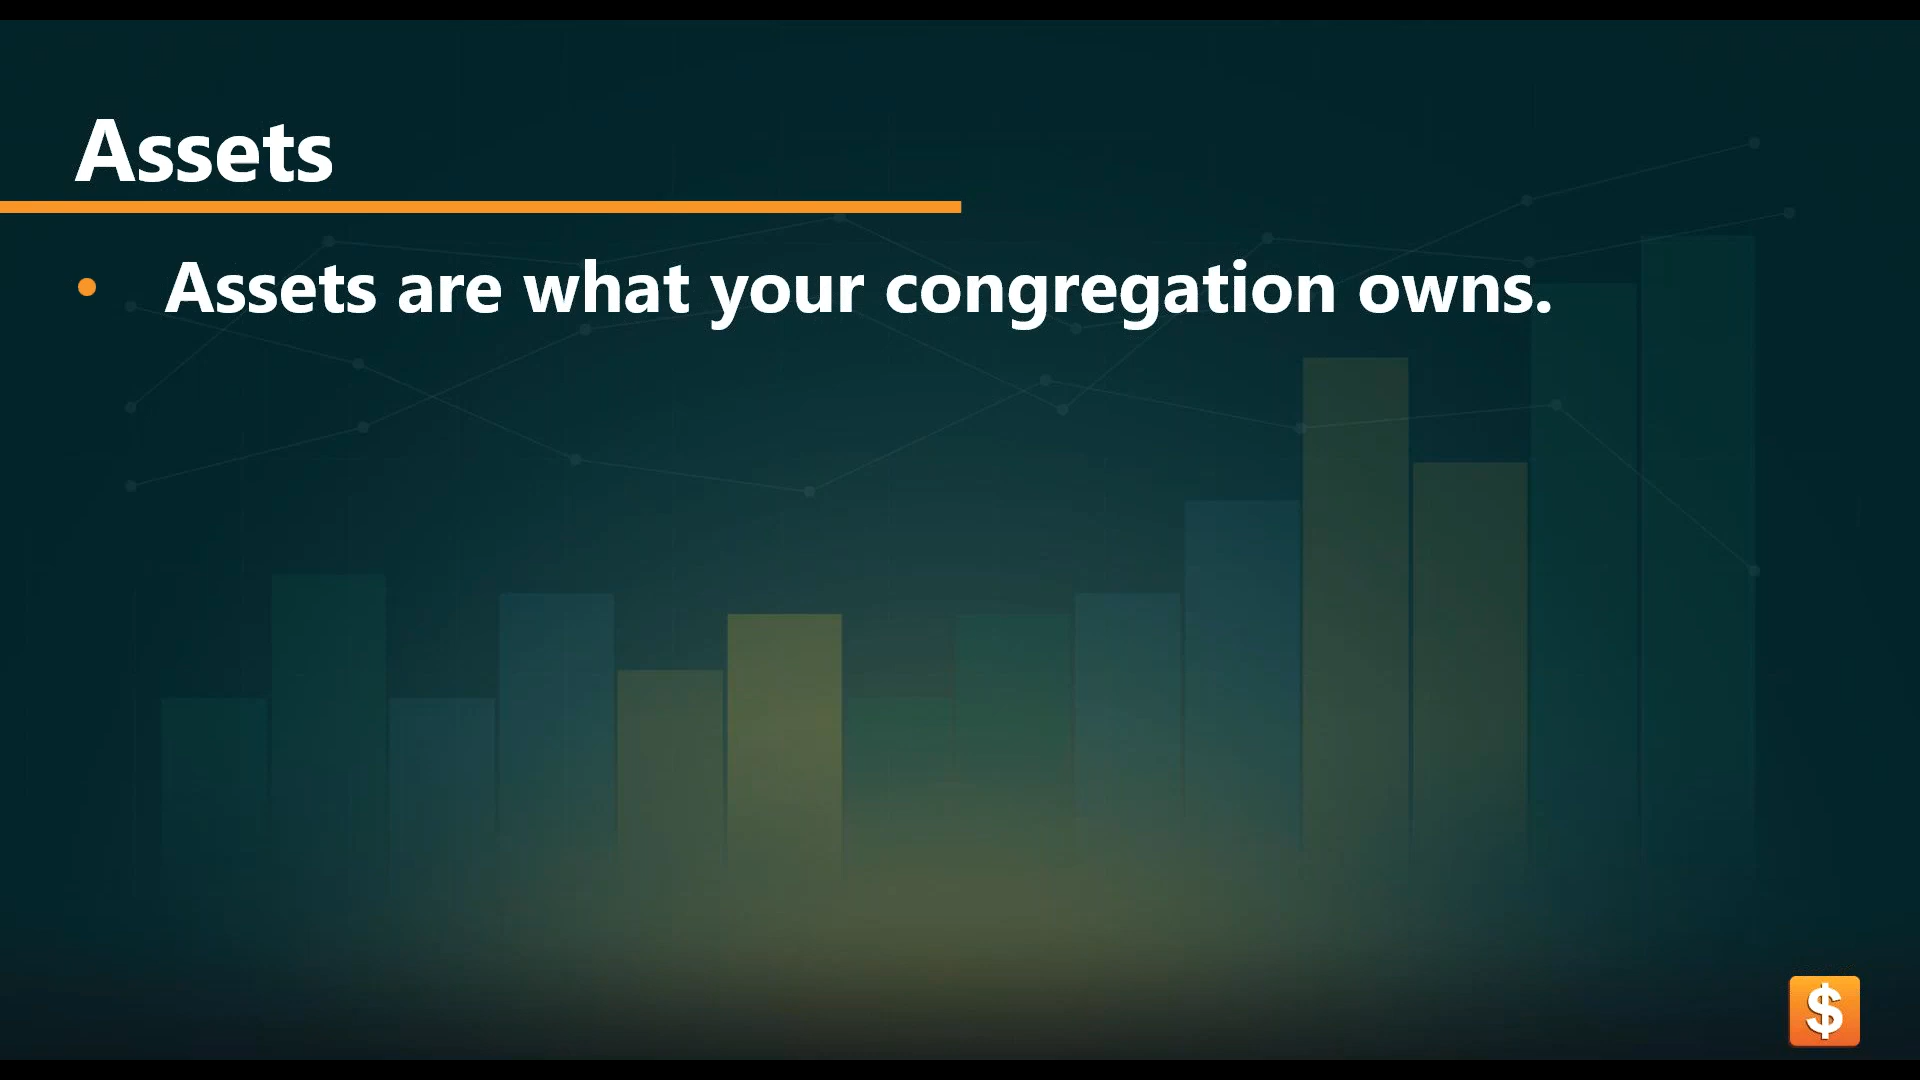 Assets
• Assets are what your congregation owns.
$